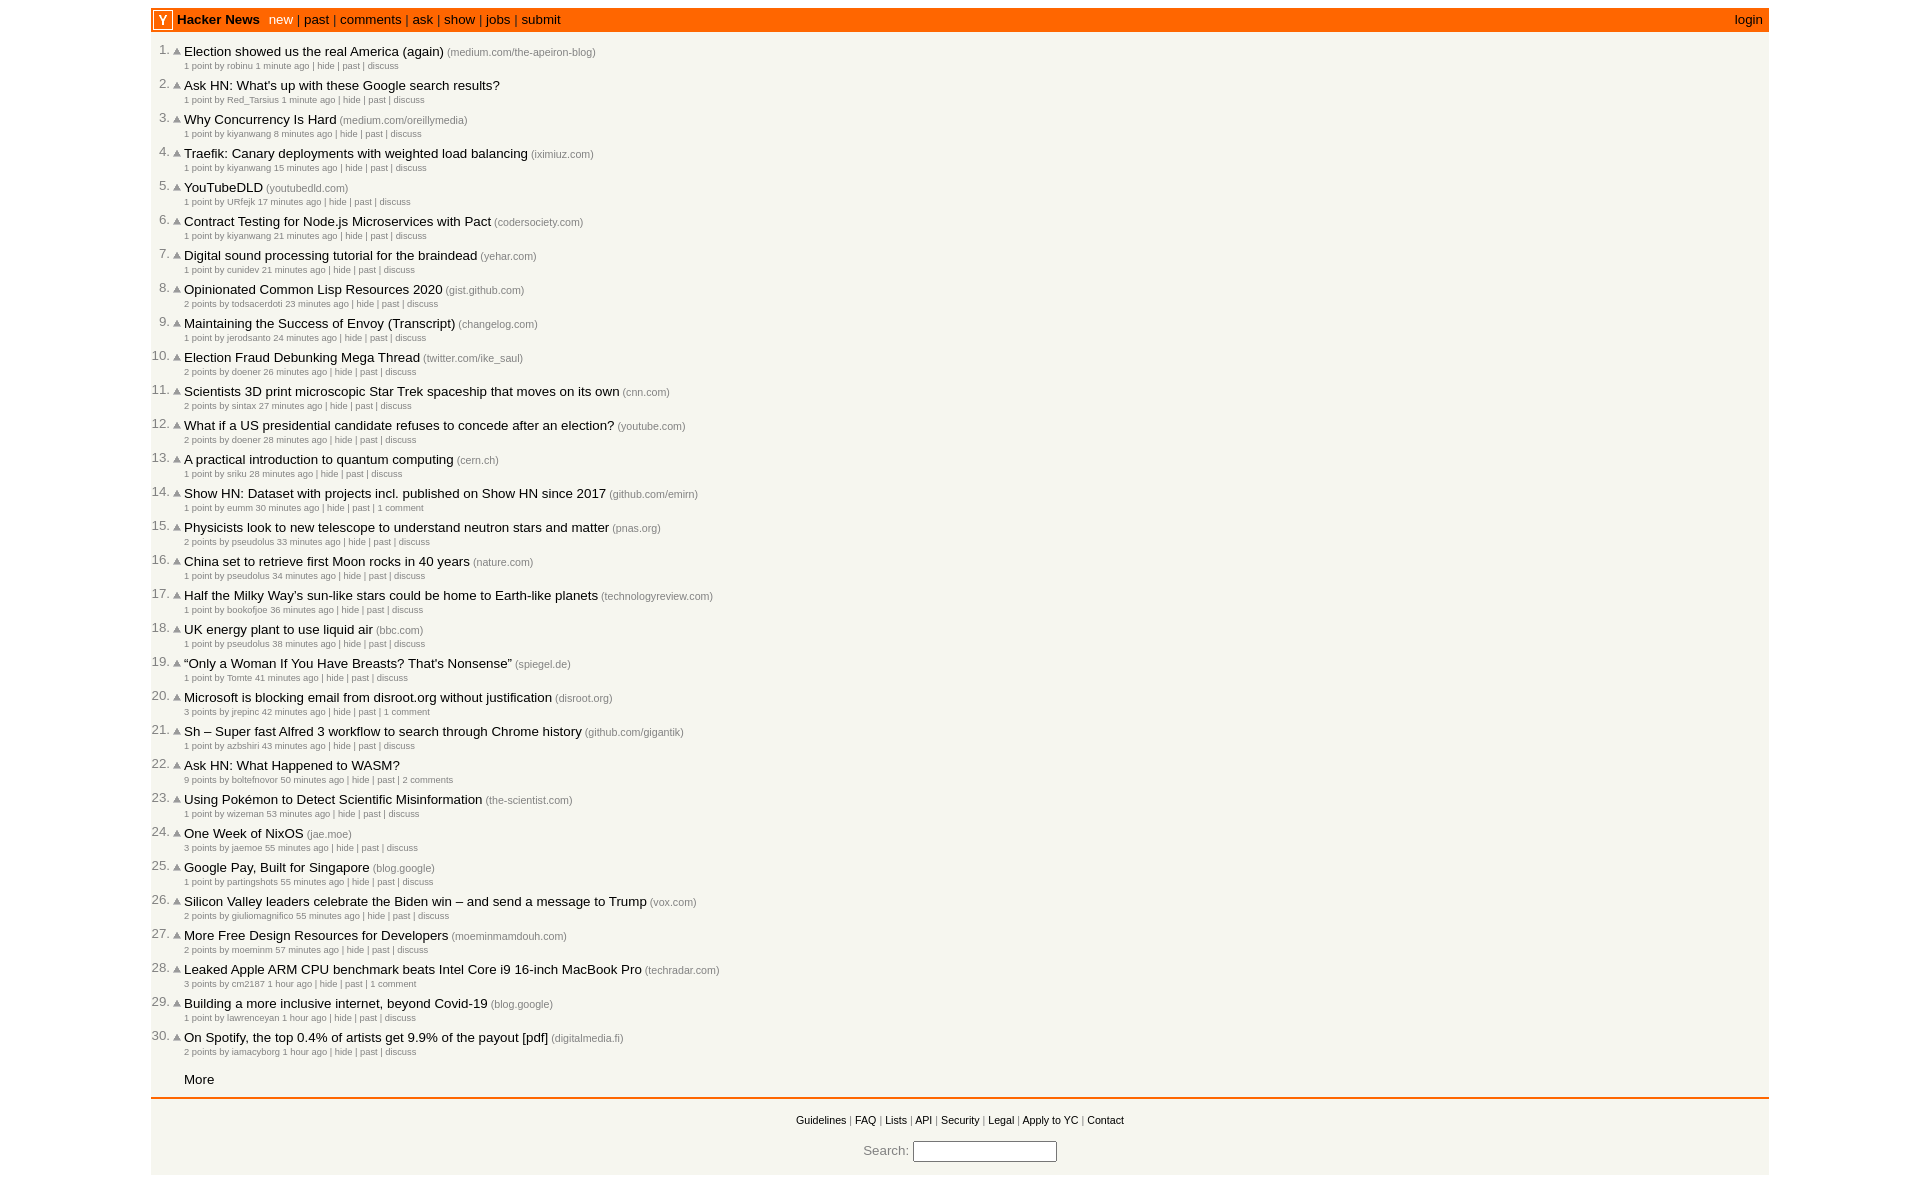 Y Hacker News new | past | comments | ask | show | jobs | submit login
1. Election showed us the real America (again) (medium.com/the-apeiron-blog)
1 point by robinu 1 minute ago | hide | past | discuss
2. Ask HN: What's up with these Google search results?
1 point by Red_Tarsius 1 minute ago | hide | past | discuss
3. Why Concurrency Is Hard (medium.com/oreillymedia)
1 point by kiyanwang 8 minutes ago | hide | past | discuss
4. Traefik: Canary deployments with weighted load balancing (iximiuz.com)
1 point by kiyanwang 15 minutes ago | hide | past | discuss
5. YouTubeDLD (youtubedld.com)
1 point by URfejk 17 minutes ago | hide | past | discuss
6. Contract Testing for Node.js Microservices with Pact (codersociety.com)
1 point by kiyanwang 21 minutes ago | hide | past | discuss
7. Digital sound processing tutorial for the braindead (yehar.com)
1 point by cunidev 21 minutes ago | hide | past | discuss
8. Opinionated Common Lisp Resources 2020 (gist.github.com)
2 points by todsacerdoti 23 minutes ago | hide | past | discuss
9. Maintaining the Success of Envoy (Transcript) (changelog.com)
1 point by jerodsanto 24 minutes ago | hide | past | discuss
10. Election Fraud Debunking Mega Thread (twitter.com/ike_saul)
2 points by doener 26 minutes ago | hide | past | discuss
11. Scientists 3D print microscopic Star Trek spaceship that moves on its own (cnn.com)
2 points by sintax 27 minutes ago | hide | past | discuss
12. What if a US presidential candidate refuses to concede after an election? (youtube.com)
2 points by doener 28 minutes ago | hide | past | discuss
13. A practical introduction to quantum computing (cern.ch)
1 point by sriku 28 minutes ago | hide | past | discuss
14. Show HN: Dataset with projects incl. published on Show HN since 2017 (github.com/emirn)
1 point by eumm 30 minutes ago | hide | past | 1 comment
15. Physicists look to new telescope to understand neutron stars and matter (pnas.org)
2 points by pseudolus 33 minutes ago | hide | past | discuss
16. China set to retrieve first Moon rocks in 40 years (nature.com)
1 point by pseudolus 34 minutes ago | hide | past | discuss
17. Half the Milky Way’s sun-like stars could be home to Earth-like planets (technologyreview.com)
1 point by bookofjoe 36 minutes ago | hide | past | discuss
18. UK energy plant to use liquid air (bbc.com)
1 point by pseudolus 38 minutes ago | hide | past | discuss
19. “Only a Woman If You Have Breasts? That's Nonsense” (spiegel.de)
1 point by Tomte 41 minutes ago | hide | past | discuss
20. Microsoft is blocking email from disroot.org without justification (disroot.org)
3 points by jrepinc 42 minutes ago | hide | past | 1 comment
21. Sh – Super fast Alfred 3 workflow to search through Chrome history (github.com/gigantik)
1 point by azbshiri 43 minutes ago | hide | past | discuss
22. Ask HN: What Happened to WASM?
9 points by boltefnovor 50 minutes ago | hide | past | 2 comments
23. Using Pokémon to Detect Scientific Misinformation (the-scientist.com)
1 point by wizeman 53 minutes ago | hide | past | discuss
24. One Week of NixOS (jae.moe)
3 points by jaemoe 55 minutes ago | hide | past | discuss
25. Google Pay, Built for Singapore (blog.google)
1 point by partingshots 55 minutes ago | hide | past | discuss
26. Silicon Valley leaders celebrate the Biden win – and send a message to Trump (vox.com)
2 points by giuliomagnifico 55 minutes ago | hide | past | discuss
27. More Free Design Resources for Developers (moeminmamdouh.com)
2 points by moeminm 57 minutes ago | hide | past | discuss
28. Leaked Apple ARM CPU benchmark beats Intel Core i9 16-inch MacBook Pro (techradar.com)
3 points by cm2187 1 hour ago | hide | past | 1 comment
29. Building a more inclusive internet, beyond Covid-19 (blog.google)
1 point by lawrenceyan 1 hour ago | hide | past | discuss
30. On Spotify, the top 0.4% of artists get 9.9% of the payout [pdf] (digitalmedia.fi)
2 points by iamacyborg 1 hour ago | hide | past | discuss
More
Guidelines | FAQ | Lists | API | Security | Legal | Apply to YC | Contact
Search: